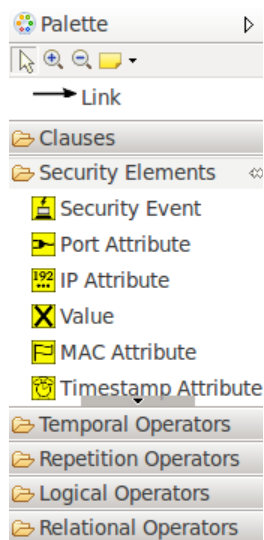 Palette
Link
Clauses
Security Elements
Security Event
Port Attribute
192
IP Attribute
Value
MAC Attribute
Timestamp Attribute
Temporal Operators
Repetition Operators
Logical Operators
Relational Operators